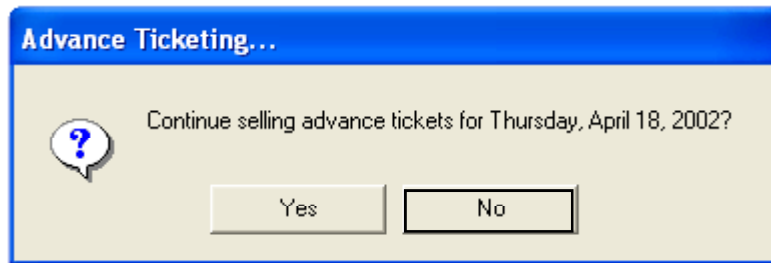 Advance Ticketing...
Continue selling advance tickets for Thursday, April 18, 2002?
Yes No